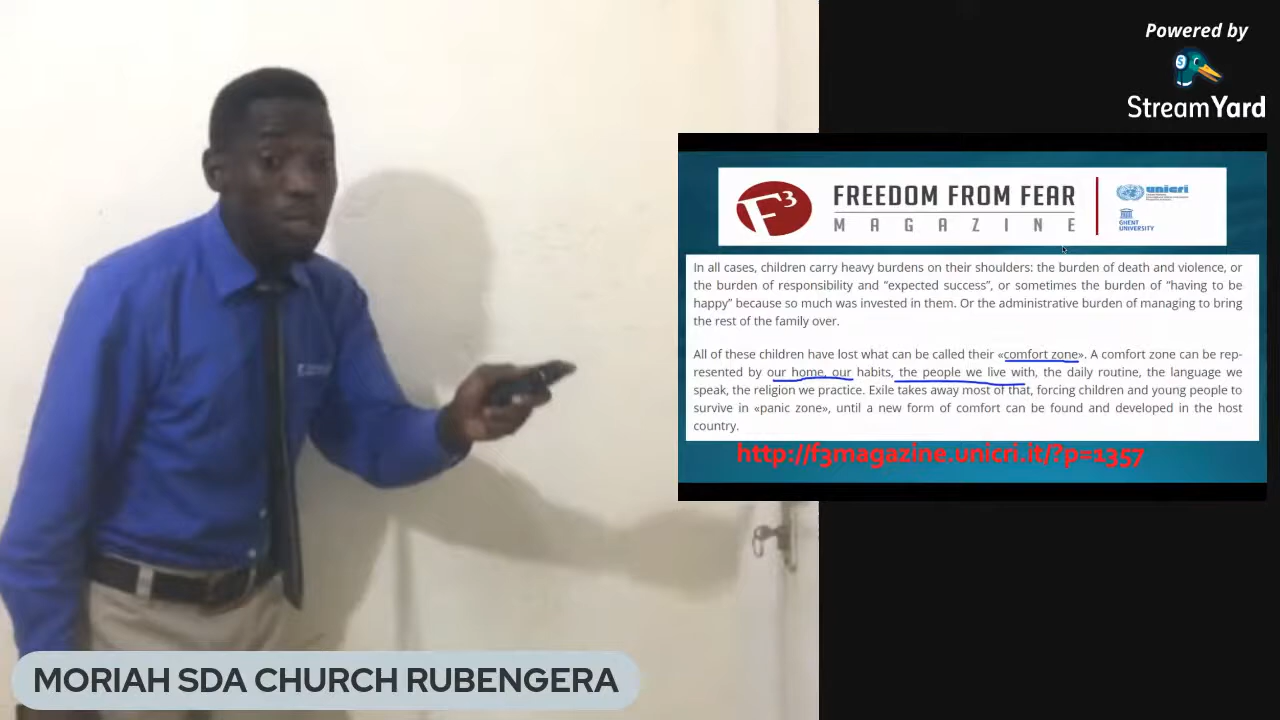 Powered by
StreamYard
F3
FREEDOM FROM FEAR
MAGAZINE
unicri
GHENT
UNIVERSITY
In all cases, children carry heavy burdens on their shoulders: the burden of death and violence, or
the burden of responsibility and “expected success”, or sometimes the burden of “having to be
happy” because so much was invested in them. Or the administrative burden of managing to bring
the rest of the family over.
All of these children have lost what can be called their «comfort zone». A comfort zone can be rep-
resented by our home, our habits, the people we live with, the daily routine, the language we
speak, the religion we practice. Exile takes away most of that, forcing children and young people to
survive in «panic zone», until a new form of comfort can be found and developed in the host
country.
http://f3magazine.unicri.it/?p=1357
MORIAH SDA CHURCH RUBENGERA